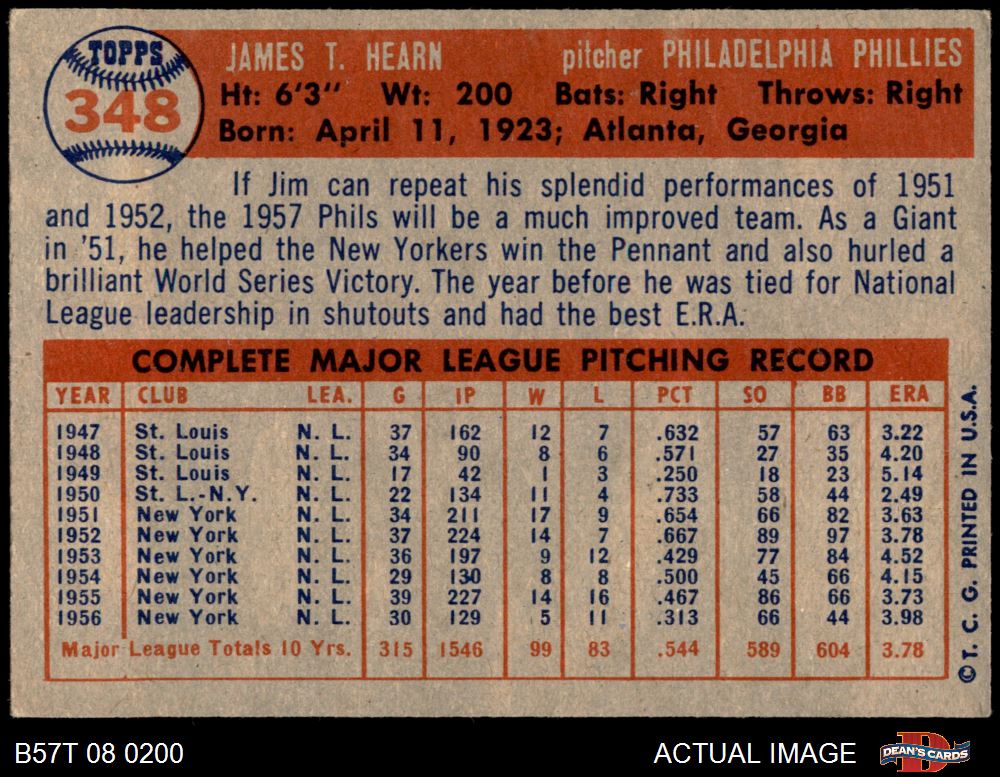 TOPPS
348
JAMES T. HEARN pitcher PHILADELPHIA PHILLIES
Ht: 6'3" Wt: 200 Bats: Right Throws: Right
Born: April 11, 1923; Atlanta, Georgia
If Jim can repeat his splendid performances of 1951
and 1952, the 1957 Phils will be a much improved team. As a Giant
in '51, he helped the New Yorkers win the Pennant and also hurled a
brilliant World Series Victory. The year before he was tied for National
League leadership in shutouts and had the best E.R.A.
COMPLETE MAJOR LEAGUE PITCHING RECORD
YEAR CLUB LEA. G IP W L PCT SO BB ERA
1947 St. Louis N. L. 37 162 12 7 .632 57 63 3.22
1948 St. Louis N. L. 34 90 8 6 .571 27 35 4.20
1949 St. Louis N. L. 17 42 1 3 .250 18 23 5.14
1950 St. L.-N.Y. N. L. 22 134 11 4 .733 58 44 2.49
1951 New York N. L. 34 211 17 9 .654 66 82 3.63
1952 New York N. L. 37 224 14 7 .667 89 97 3.78
1953 New York N. L. 36 197 9 12 .429 77 84 4.52
1954 New York N. L. 29 130 8 8 .500 45 66 4.15
1955 New York N. L. 39 227 14 16 .467 86 66 3.73
1956 New York N. L. 30 129 5 11 .313 66 44 3.98
Major League Totals 10 Yrs. 315 1546 99 83 .544 589 604 3.78
© T. C. G. PRINTED IN U.S.A.
B57T 08 0200 ACTUAL IMAGE DEAN'S CARDS